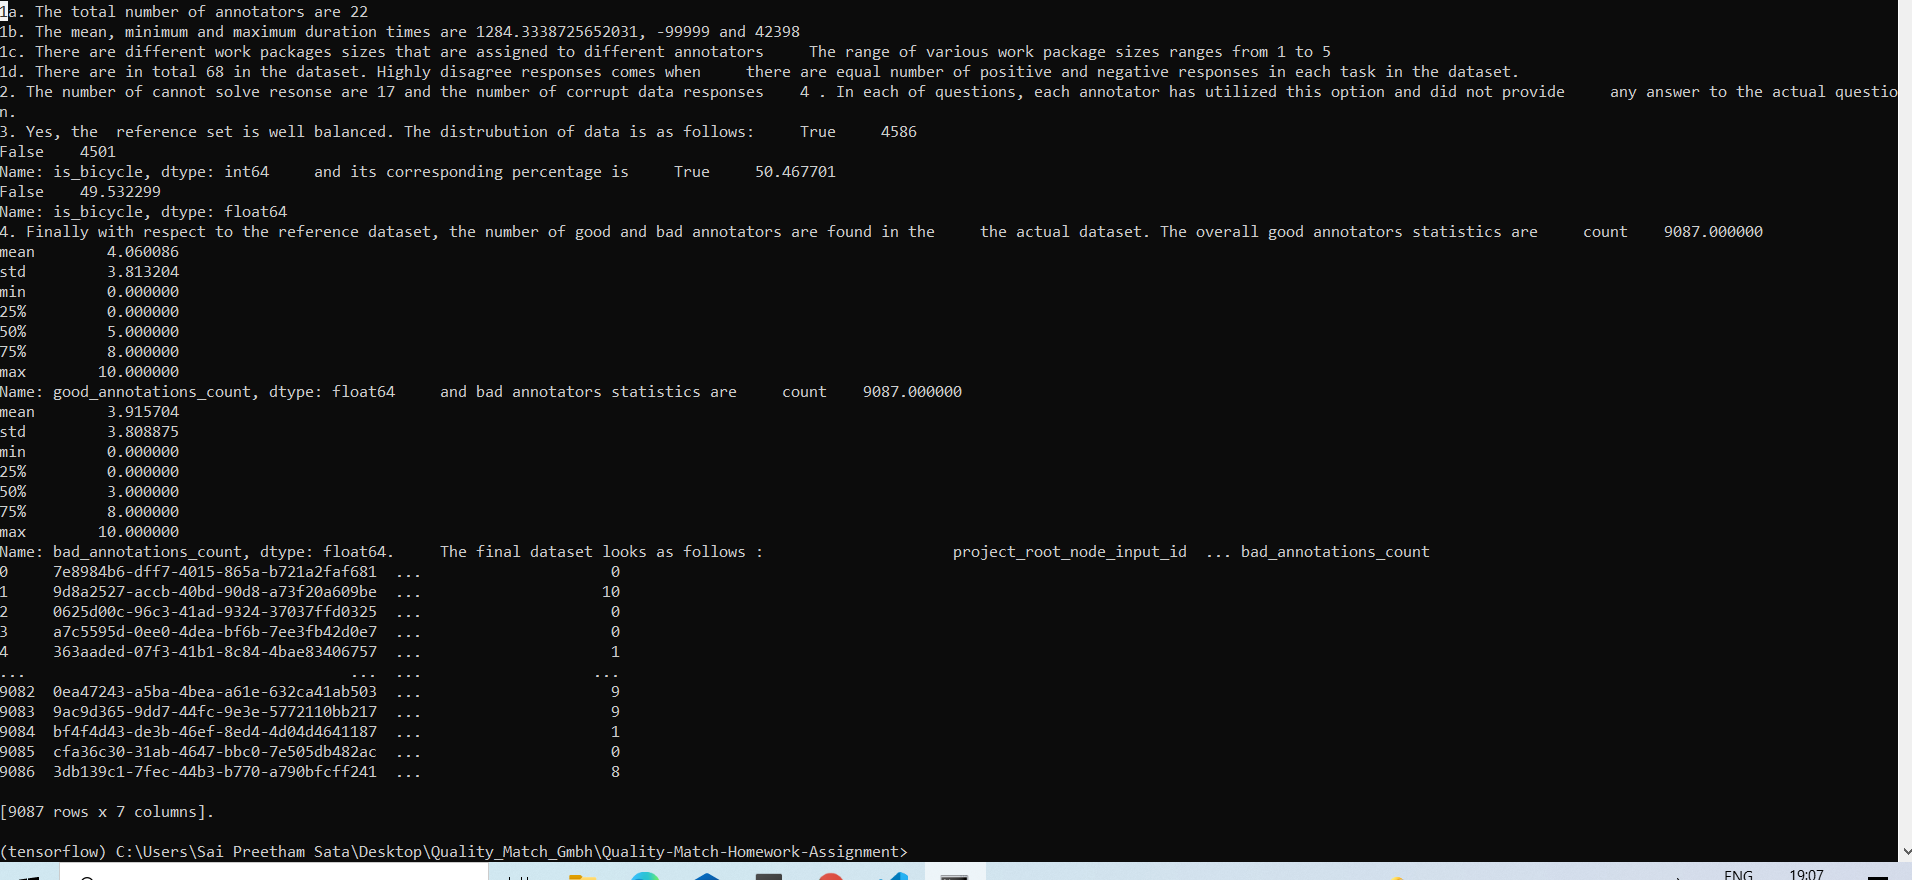 1a. The total number of annotators are 22
1b. The mean, minimum and maximum duration times are 1284.3338725652031, -99999 and 42398
1c. There are different work packages sizes that are assigned to different annotators     The range of various work package sizes ranges from 1 to 5
1d. There are in total 68 in the dataset. Highly disagree responses comes when     there are equal number of positive and negative responses in each task in the dataset.
2. The number of cannot solve resonse are 17 and the number of corrupt data responses    4 . In each of questions, each annotator has utilized this option and did not provide     any answer to the actual questio
n.
3. Yes, the  reference set is well balanced. The distrubution of data is as follows:     True     4586
False    4501
Name: is_bicycle, dtype: int64     and its corresponding percentage is     True     50.467701
False    49.532299
Name: is_bicycle, dtype: float64
4. Finally with respect to the reference dataset, the number of good and bad annotators are found in the     the actual dataset. The overall good annotators statistics are     count    9087.000000
mean        4.060086
std         3.813204
min         0.000000
25%         0.000000
50%         5.000000
75%         8.000000
max        10.000000
Name: good_annotations_count, dtype: float64     and bad annotators statistics are     count    9087.000000
mean        3.915704
std         3.808875
min         0.000000
25%         0.000000
50%         3.000000
75%         8.000000
max        10.000000
Name: bad_annotations_count, dtype: float64.     The final dataset looks as follows :                     project_root_node_input_id  ... bad_annotations_count
0     7e8984b6-dff7-4015-865a-b721a2faf681  ...                     0
1     9d8a2527-accb-40bd-90d8-a73f20a609be  ...                    10
2     0625d00c-96c3-41ad-9324-37037ffd0325  ...                     0
3     a7c5595d-0ee0-4dea-bf6b-7ee3fb42d0e7  ...                     0
4     363aaded-07f3-41b1-8c84-4bae83406757  ...                     1
...                                    ...  ...                   ...
9082  0ea47243-a5ba-4bea-a61e-632ca41ab503  ...                     9
9083  9ac9d365-9dd7-44fc-9e3e-5772110bb217  ...                     9
9084  bf4f4d43-de3b-46ef-8ed4-4d04d4641187  ...                     1
9085  cfa36c30-31ab-4647-bbc0-7e505db482ac  ...                     0
9086  3db139c1-7fec-44b3-b770-a790bfcff241  ...                     8
[9087 rows x 7 columns].
(tensorflow) C:\Users\Sai Preetham Sata\Desktop\Quality_Match_Gmbh\Quality-Match-Homework-Assignment>
ENG 19:07